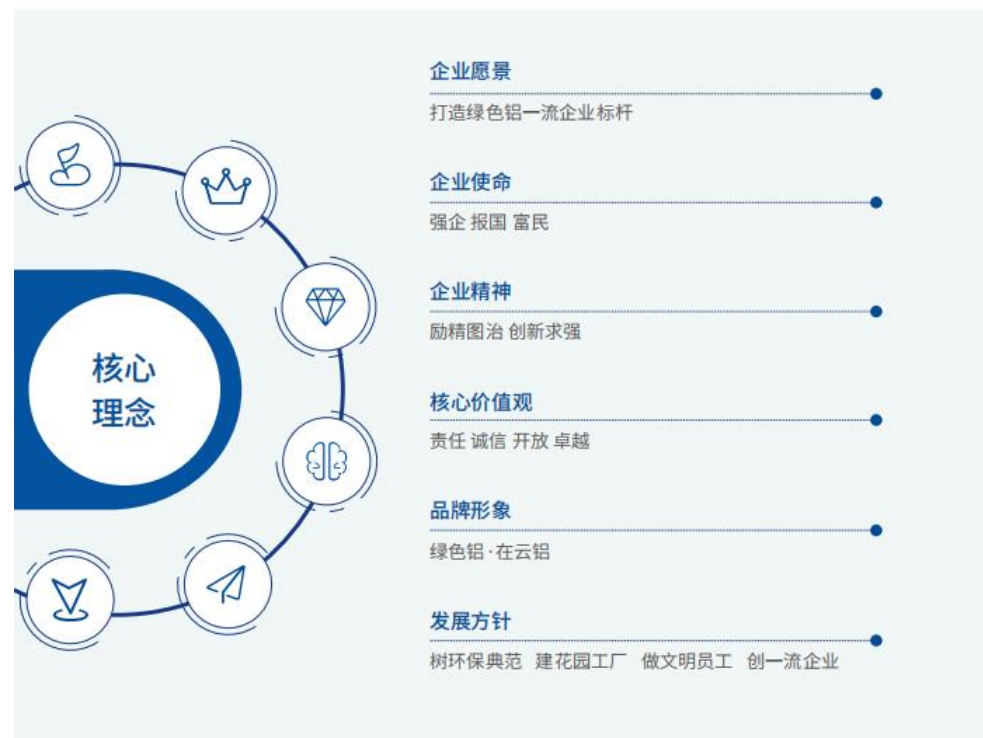 核心
理念
企业愿景
打造绿色铝一流企业标杆
企业使命
强企 报国 富民
企业精神
励精图治 创新求强
核心价值观
责任 诚信 开放 卓越
品牌形象
绿色铝·在云铝
发展方针
树环保典范 建花园工厂 做文明员工 创一流企业